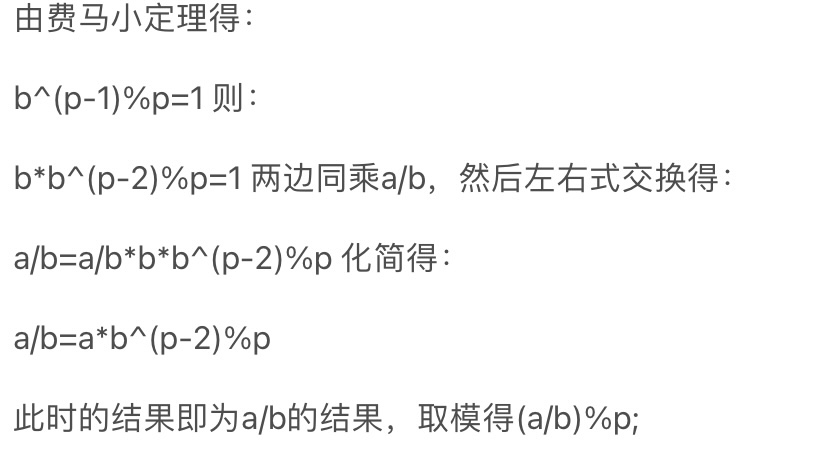 由费马小定理得：
b^(p-1)%p=1 则：
b*b^(p-2)%p=1 两边同乘a/b，然后左右式交换得：
a/b=a/b*b*b^(p-2)%p 化简得：
a/b=a*b^(p-2)%p
此时的结果即为a/b的结果，取模得(a/b)%p;